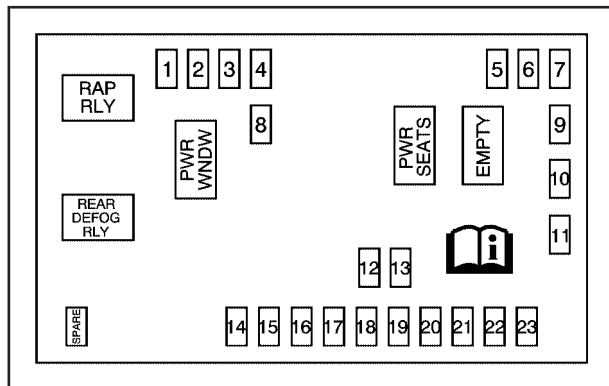 1 2 3 4 5 6 7
RAP
RLY
8
PWR
WNDW
PWR
SEATS
EMPTY
9
10
REAR
DEFOG
RLY
11
i
12 13
SPARE
14 15 16 17 18 19 20 21 22 23